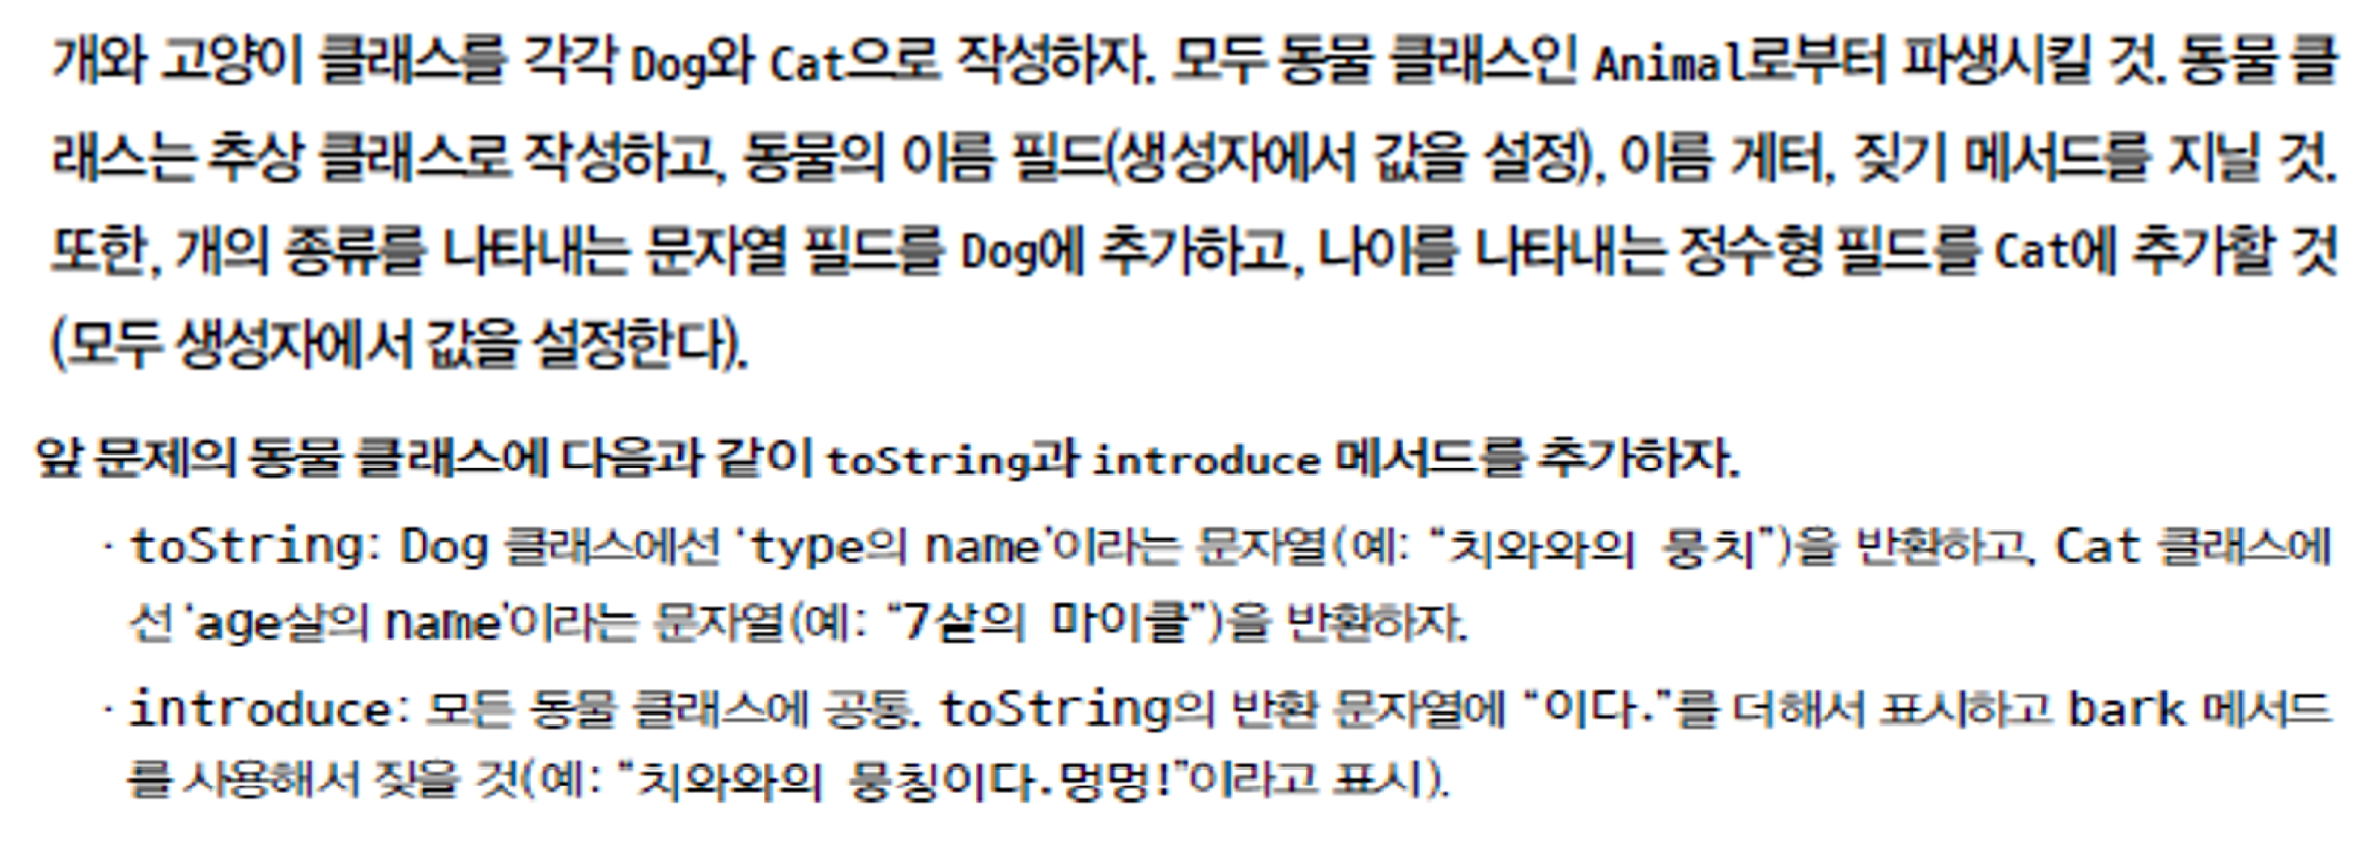 개와 고양이 클래스를 각각 Dog와 Cat으로 작성하자. 모두 동물 클래스인 Animal로부터 파생시킬 것. 동물 클
래스는 추상 클래스로 작성하고, 동물의 이름 필드(생성자에서 값을 설정), 이름 게터, 짖기 메서드를 지닐 것.
또한, 개의 종류를 나타내는 문자열 필드를 Dog에 추가하고, 나이를 나타내는 정수형 필드를 Cat에 추가할 것
(모두 생성자에서 값을 설정한다).
앞 문제의 동물 클래스에 다음과 같이 toString과 introduce 메서드를 추가하자.
· toString: Dog 클래스에선 ‘type의 name’이라는 문자열(예: “치와와의 뭉치”)을 반환하고, Cat 클래스에
선 ‘age살의 name’이라는 문자열(예: “7살의 마이클”)을 반환하자.
· introduce: 모든 동물 클래스에 공통. toString의 반환 문자열에 “이다.”를 더해서 표시하고 bark 메서드
를 사용해서 짖을 것(예: “치와와의 뭉칭이다.멍멍!”이라고 표시).